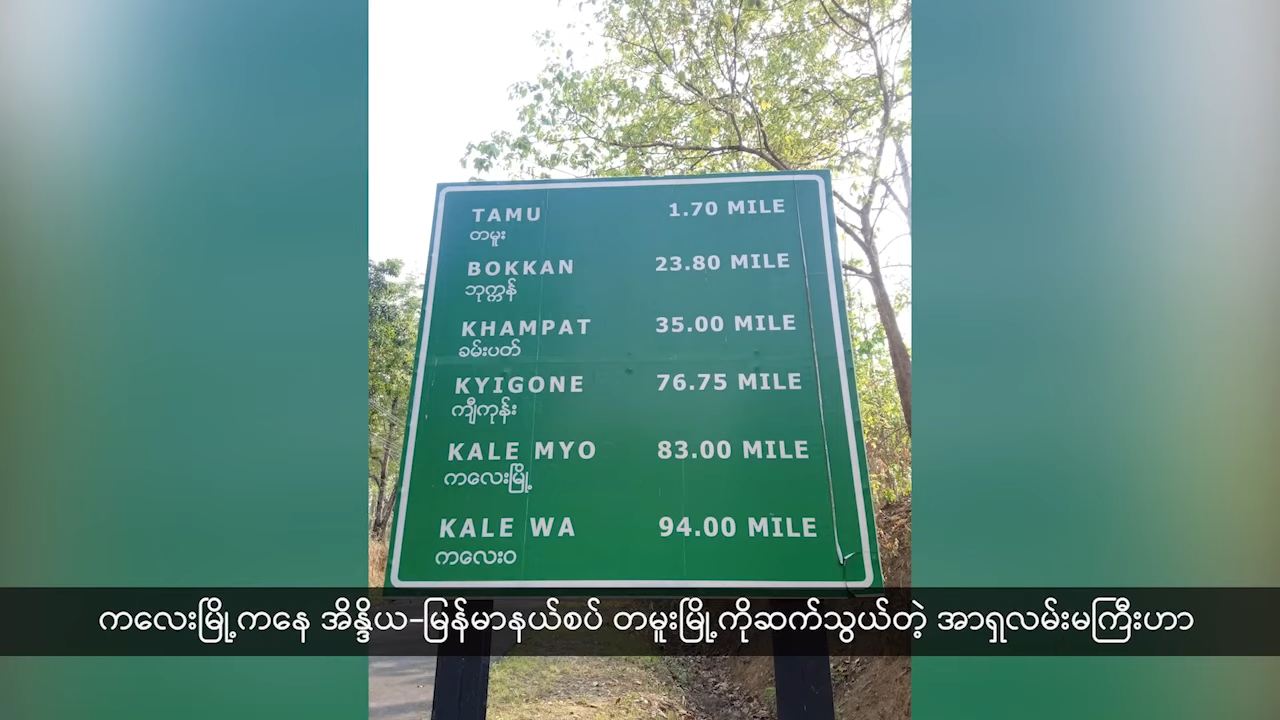 TAMU 1.70 MILE
တမူး
BOKKAN 23.80 MILE
ဘုက္ကန်
KHAMPAT 35.00 MILE
ခမ်းပတ်
KYIGONE 76.75 MILE
ကျီကုန်း
KALE MYO 83.00 MILE
ကလေးမြို့
KALE WA 94.00 MILE
ကလေးဝ
ကလေးမြို့ကနေ အိန္ဒိယ-မြန်မာနယ်စပ် တမူးမြို့ကိုဆက်သွယ်တဲ့ အာရှလမ်းမကြီးဟာ